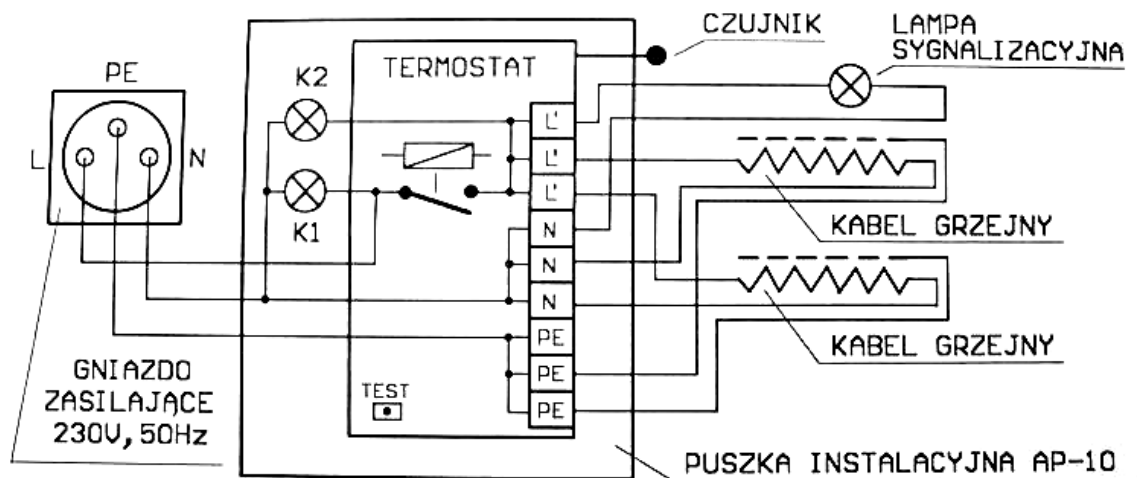 CZUJNIK
LAMPA
SYGNALIZACYJNA
PE
TERMOSTAT
K2
L'
L
N
L'
K1
L'
N
KABEL GRZEJNY
N
N
PE
KABEL GRZEJNY
GNIAZDO
ZASILAJĄCE
230V, 50Hz
TEST
PE
PE
PUSZKA INSTALACYJNA AP-10